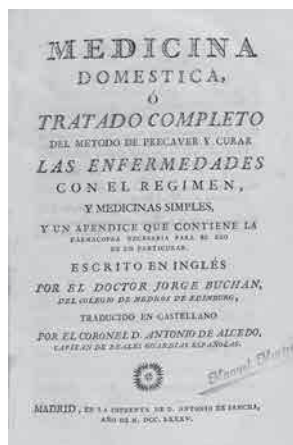 MEDICINA
DOMESTICA,
Ó
TRATADO COMPLETO
DEL METODO DE PRECAVER Y CURAR
LAS ENFERMEDADES
CON EL REGIMEN,
Y MEDICINAS SIMPLES,
Y UN APENDICE QUE CONTIENE LA
FARMACOPEA NECESARIA PARA EL USO
DE UN PARTICULAR.
ESCRITO EN INGLÉS
POR EL DOCTOR JORGE BUCHAN,
DEL COLEGIO DE MEDICOS DE EDINBURG,
TRADUCIDO EN CASTELLANO
POR EL CORONEL D. ANTONIO DE ALCEDO,
CAPITAN DE REALES GUARDIAS ESPAÑOLAS.
MADRID, EN LA IMPRENTA DE D. ANTONIO DE SANCHA,
AÑO DE M. DCC. LXXXV.